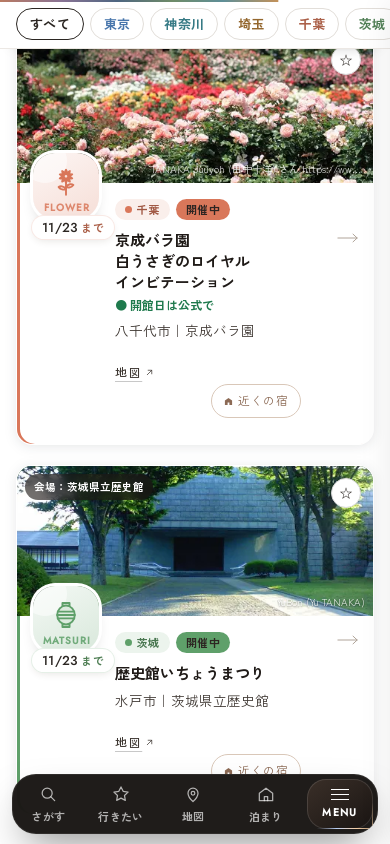 すべて
東京
神奈川
埼玉
千葉
茨城
FLOWER
11/23 まで
千葉
開催中
京成バラ園
白うさぎのロイヤル
インビテーション
開館日は公式で
八千代市｜京成バラ園
地図
近くの宿
会場：茨城県立歴史館
(Yu TANAKA)
MATSURI
11/23 まで
茨城
開催中
歴史館いちょうまつり
水戸市｜茨城県立歴史館
地図
近くの宿
さがす
行きたい
地図
泊まり
MENU